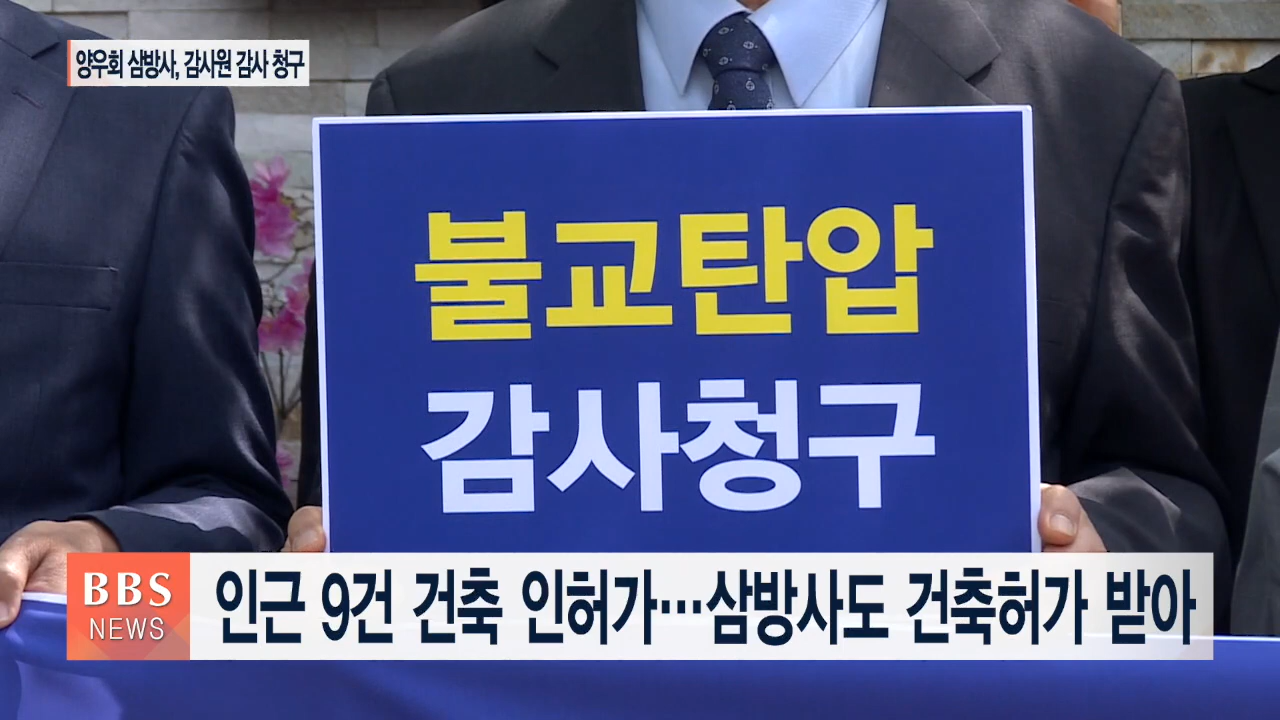 양우회 삼방사, 감사원 감사 청구
불교탄압
감사청구
BBS
NEWS
인근 9건 건축 인허가…삼방사도 건축허가 받아